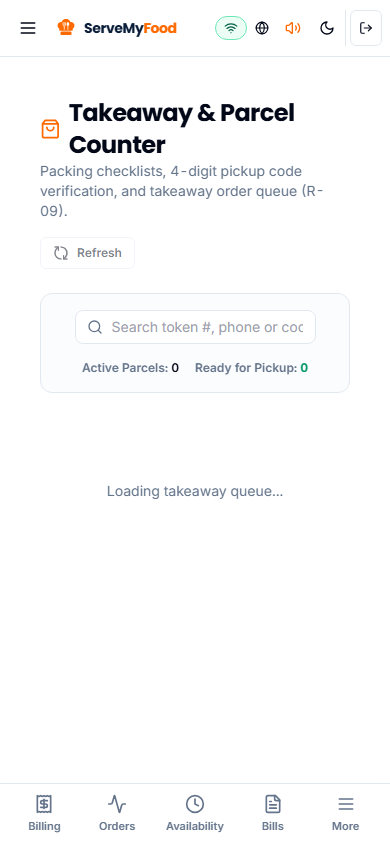 ServeMyFood
Takeaway & Parcel
Counter
Packing checklists, 4-digit pickup code
verification, and takeaway order queue (R-
09).
Refresh
Search token #, phone or coc
Active Parcels: 0 Ready for Pickup: 0
Loading takeaway queue...
Billing Orders Availability Bills More